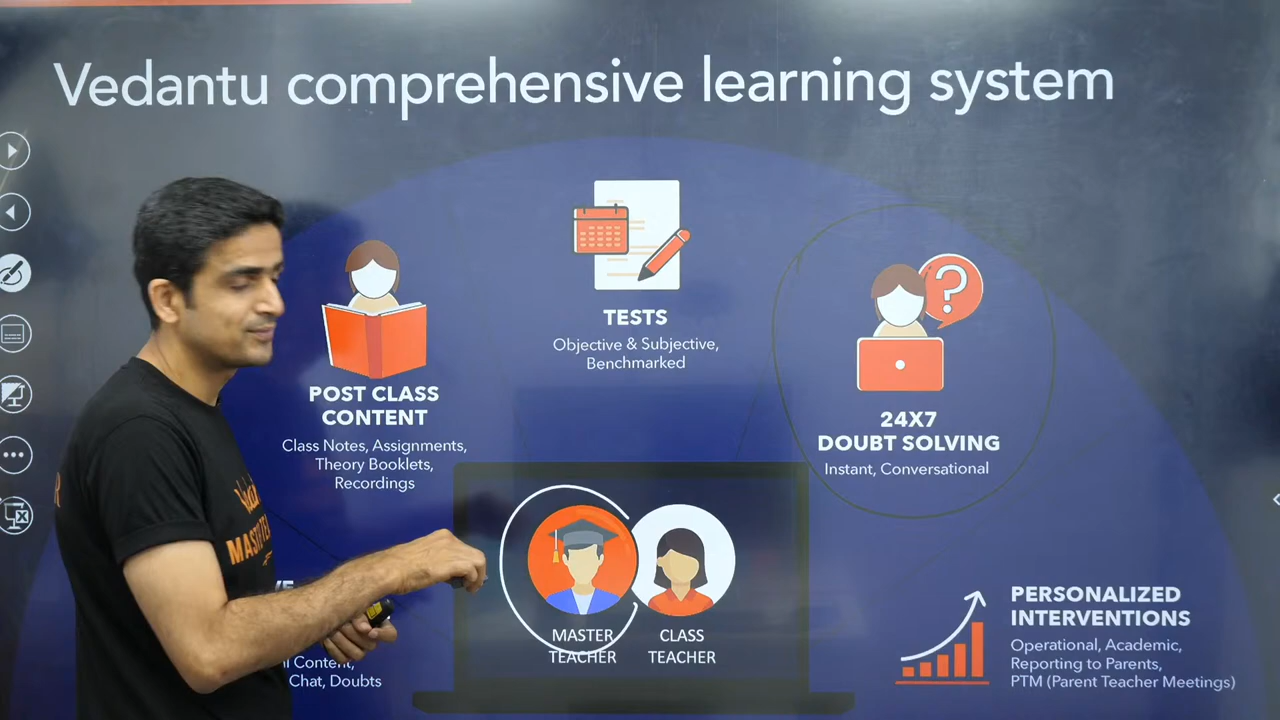 Vedantu comprehensive learning system
TESTS
Objective & Subjective,
Benchmarked
POST CLASS
CONTENT
Class Notes, Assignments,
Theory Booklets,
Recordings
24X7
DOUBT SOLVING
Instant, Conversational
?
MASTER
TEACHER
CLASS
TEACHER
Content,
Chat, Doubts
PERSONALIZED
INTERVENTIONS
Operational, Academic,
Reporting to Parents,
PTM (Parent Teacher Meetings)